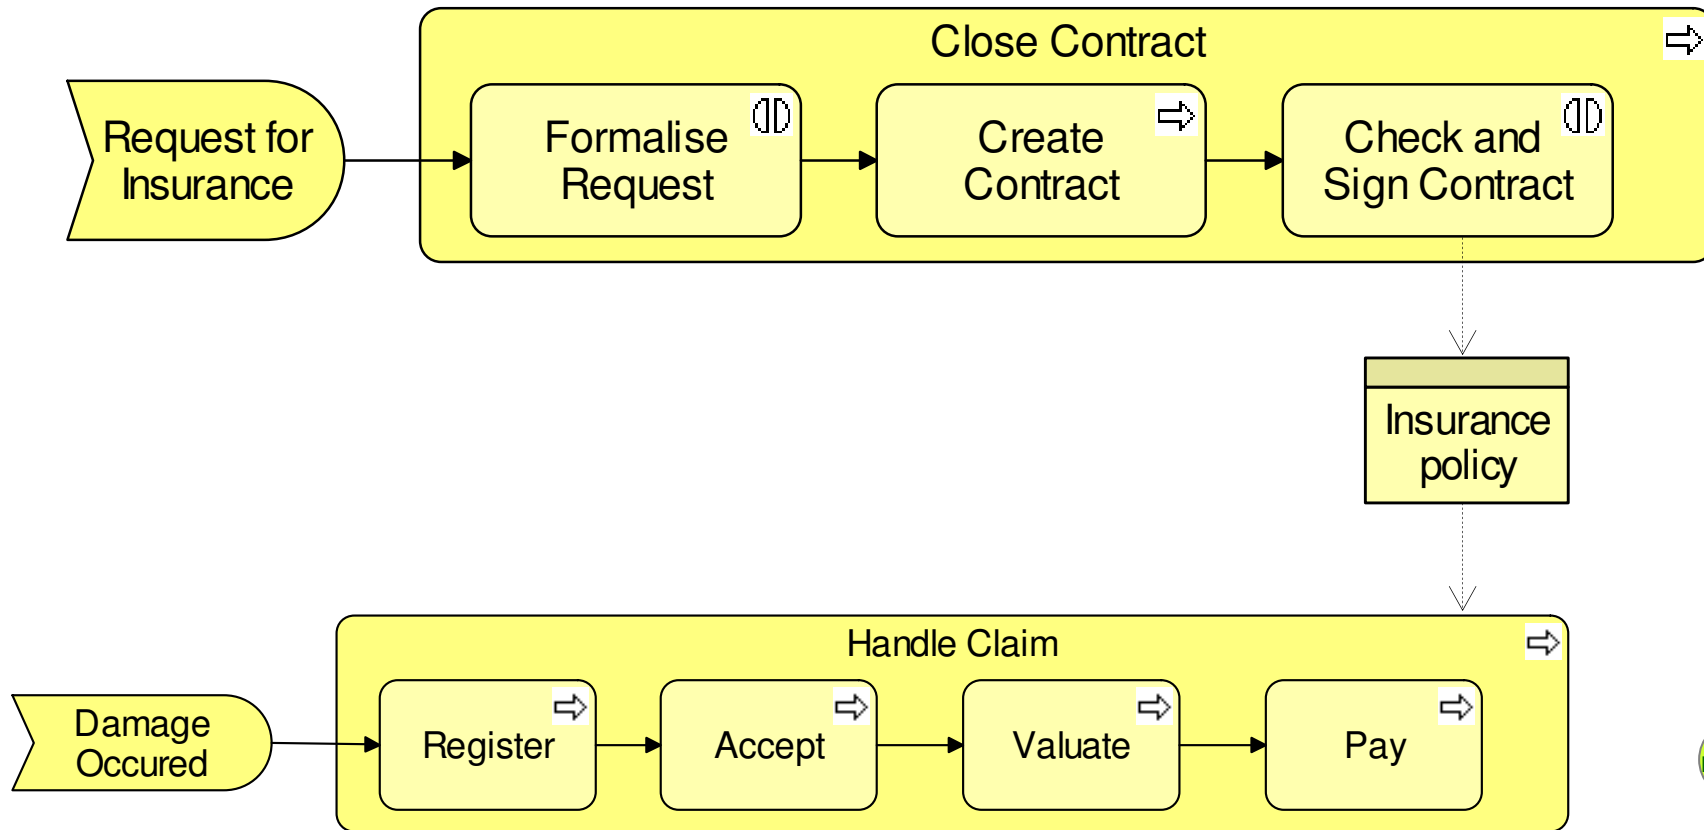 Close Contract
Request for
Insurance
Formalise
Request
Create
Contract
Check and
Sign Contract
Insurance
policy
Handle Claim
Damage
Occured
Register
Accept
Valuate
Pay